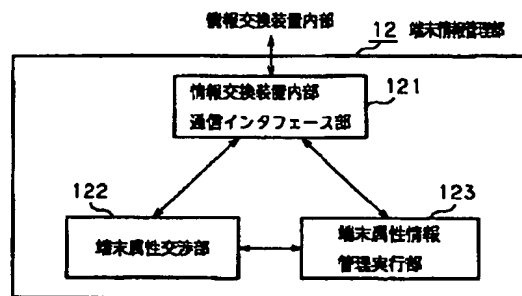 情報交換装置内部
12 端末情報管理部
情報交換装置内部
通信インタフェース部
121
122
端末属性交渉部
123
端末属性情報
管理実行部